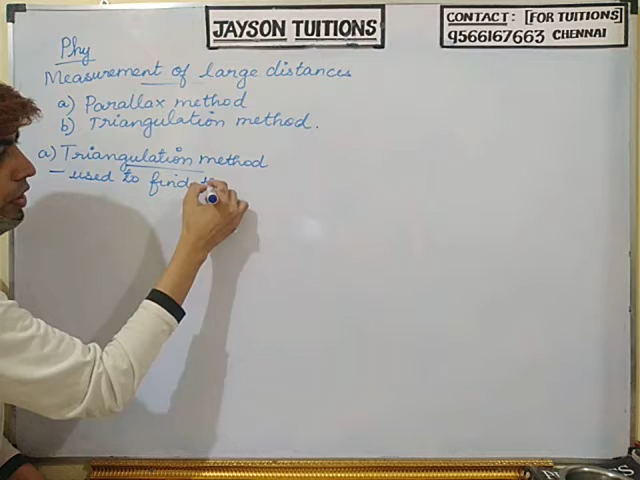 JAYSON TUITIONS
CONTACT: [FOR TUITIONS]
9566167663 CHENNAI
Phy
Measurement of large distances
a) Parallax method
b) Triangulation method.
a) Triangulation method
- used to find